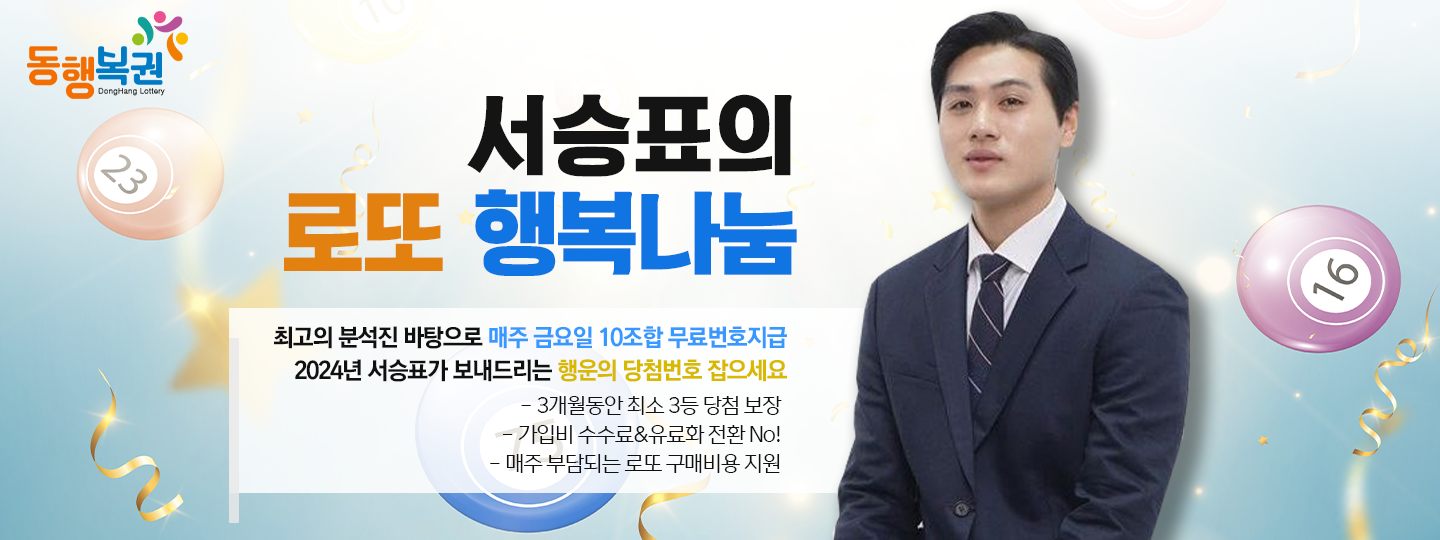 동행복권
DongHang Lottery
23
서승표의
로또 행복나눔
16
최고의 분석진 바탕으로 매주 금요일 10조합 무료번호지급
2024년 서승표가 보내드리는 행운의 당첨번호 잡으세요
- 3개월동안 최소 3등 당첨 보장
- 가입비 수수료&유료화 전환 No!
- 매주 부담되는 로또 구매비용 지원